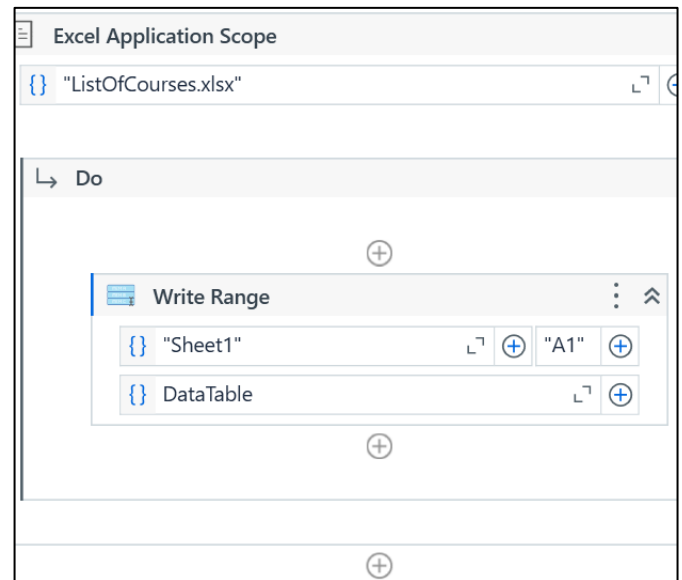 Excel Application Scope
{} "ListOfCourses.xlsx"
Do
Write Range
{} "Sheet1" "A1"
{} DataTable